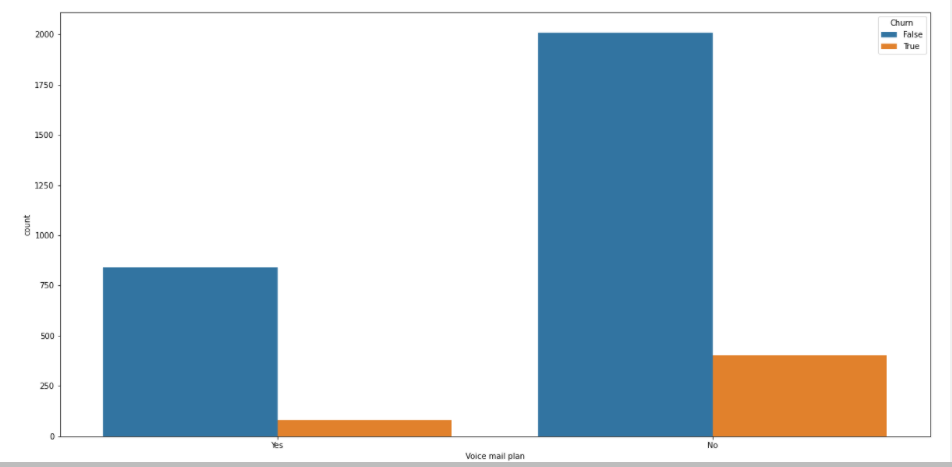 Churn
False
True
2000
1750
1500
1250
1000
750
500
250
0
count
Yes
No
Voice mail plan